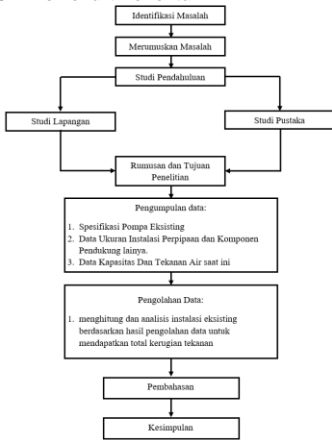 Identifikasi Masalah
Merumuskan Masalah
Studi Pendahuluan
Studi Lapangan
Studi Pustaka
Rumusan dan Tujuan
Penelitian
Pengumpulan data:
1. Spesifikasi Pompa Eksisting
2. Data Ukuran Instalasi Perpipaan dan Komponen
Pendukung lainya.
3. Data Kapasitas Dan Tekanan Air saat ini
Pengolahan Data:
1. menghitung dan analisis instalasi eksisting
berdasarkan hasil pengolahan data untuk
mendapatkan total kerugian tekanan
Pembahasan
Kesimpulan